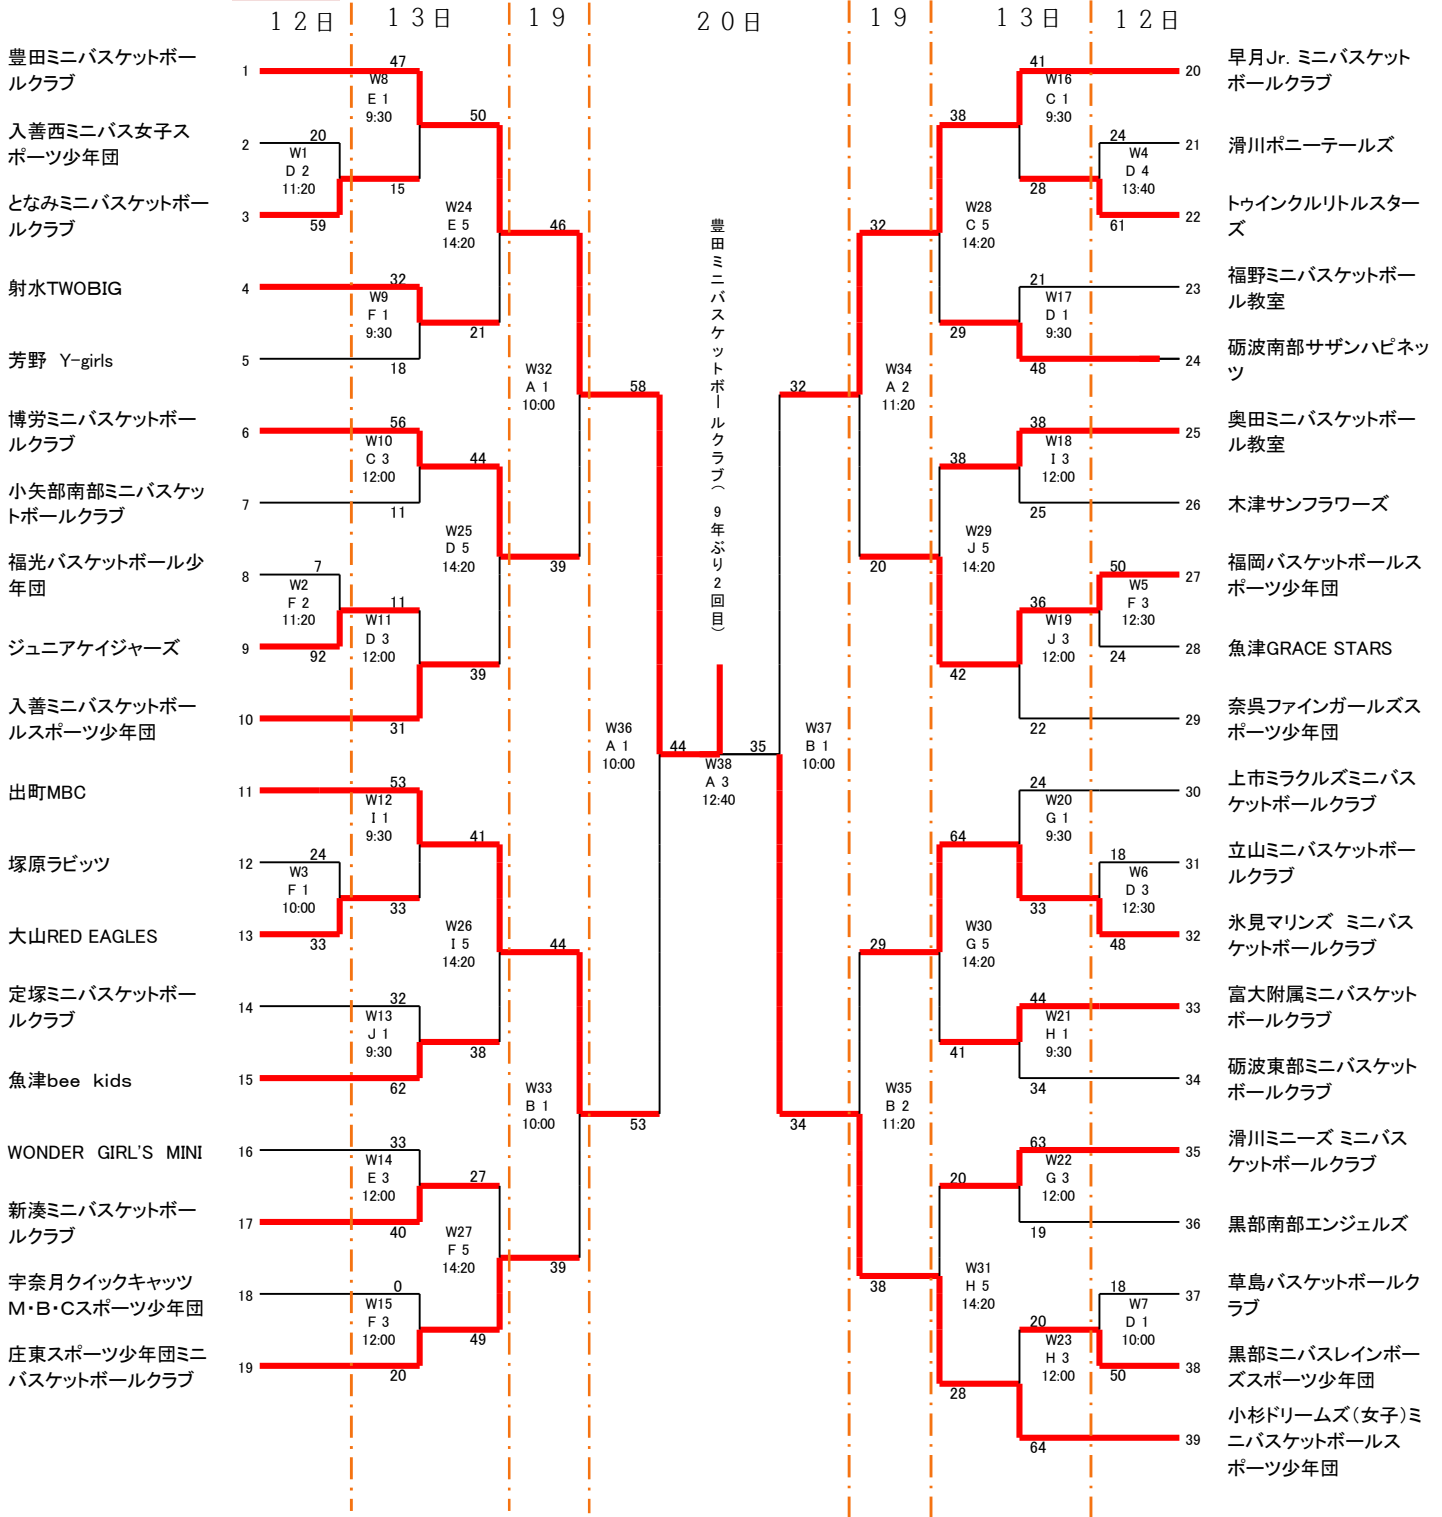 12日
13日
19
20日
19
13日
12日
豊田ミニバスケットボー
ルクラブ
1
47
W8
E 1
9:30
50
入善西ミニバス女子ス
ポーツ少年団
2
20
W1
D 2
11:20
15
となみミニバスケットボー
ルクラブ
3
59
W24
E 5
14:20
46
射水TWOBIG
4
32
W9
F 1
9:30
21
芳野 Y-girls
5
18
W32
A 1
10:00
58
博労ミニバスケットボー
ルクラブ
6
56
W10
C 3
12:00
44
小矢部南部ミニバスケッ
トボールクラブ
7
11
W25
D 5
14:20
39
福光バスケットボール少
年団
8
7
W2
F 2
11:20
11
W11
D 3
12:00
ジュニアケイジャーズ
9
92
39
入善ミニバスケットボー
ルスポーツ少年団
10
31
W36
A 1
10:00
44
出町MBC
11
53
W12
I 1
9:30
41
塚原ラビッツ
12
24
W3
F 1
10:00
33
大山RED EAGLES
13
33
W26
I 5
14:20
44
定塚ミニバスケットボー
ルクラブ
14
32
W13
J 1
9:30
38
魚津bee kids
15
62
W33
B 1
10:00
53
WONDER GIRL'S MINI
16
33
W14
E 3
12:00
27
新湊ミニバスケットボー
ルクラブ
17
40
W27
F 5
14:20
39
宇奈月クイックキャッツ
M・B・Cスポーツ少年団
18
0
W15
F 3
12:00
49
庄東スポーツ少年団ミニ
バスケットボールクラブ
19
20
豊田ミニバスケットボールクラブ(9年ぶり2回目)
W38
A 3
12:40
35
W37
B 1
10:00
早月Jr. ミニバスケット
ボールクラブ
20
41
W16
C 1
9:30
38
滑川ポニーテールズ
21
24
W4
D 4
13:40
28
トゥインクルリトルスター
ズ
22
61
W28
C 5
14:20
32
福野ミニバスケットボー
ル教室
23
21
W17
D 1
9:30
29
砺波南部サザンハピネッ
ツ
24
48
W34
A 2
11:20
32
奥田ミニバスケットボー
ル教室
25
38
W18
I 3
12:00
38
木津サンフラワーズ
26
25
W29
J 5
14:20
20
福岡バスケットボールス
ポーツ少年団
27
50
W5
F 3
12:30
36
W19
J 3
12:00
魚津GRACE STARS
28
24
42
奈呉ファインガールズス
ポーツ少年団
29
22
上市ミラクルズミニバス
ケットボールクラブ
30
24
W20
G 1
9:30
64
立山ミニバスケットボー
ルクラブ
31
18
W6
D 3
12:30
33
氷見マリンズ ミニバス
ケットボールクラブ
32
48
W30
G 5
14:20
29
富大附属ミニバスケット
ボールクラブ
33
44
W21
H 1
9:30
41
砺波東部ミニバスケット
ボールクラブ
34
34
W35
B 2
11:20
34
滑川ミニーズ ミニバス
ケットボールクラブ
35
63
W22
G 3
12:00
20
黒部南部エンジェルズ
36
19
W31
H 5
14:20
38
草島バスケットボールク
ラブ
37
18
W7
D 1
10:00
20
W23
H 3
12:00
黒部ミニバスレインボー
ズスポーツ少年団
38
50
28
小杉ドリームズ(女子)ミ
ニバスケットボールス
ポーツ少年団
39
64